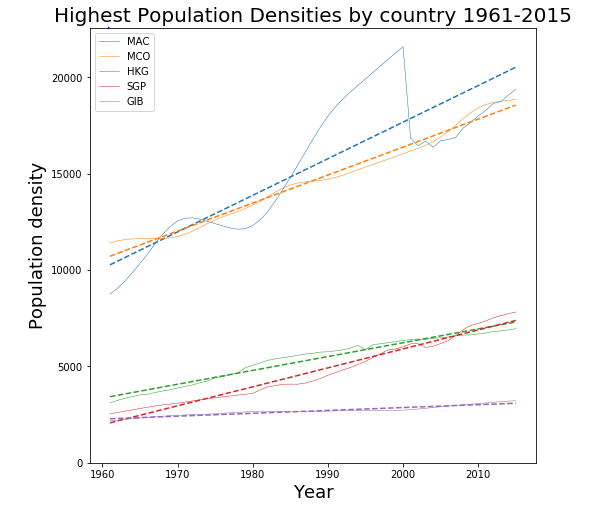 Highest Population Densities by country 1961-2015
MAC
MCO
HKG
SGP
GIB
Population density
20000
15000
10000
5000
0
1960
1970
1980
1990
2000
2010
Year